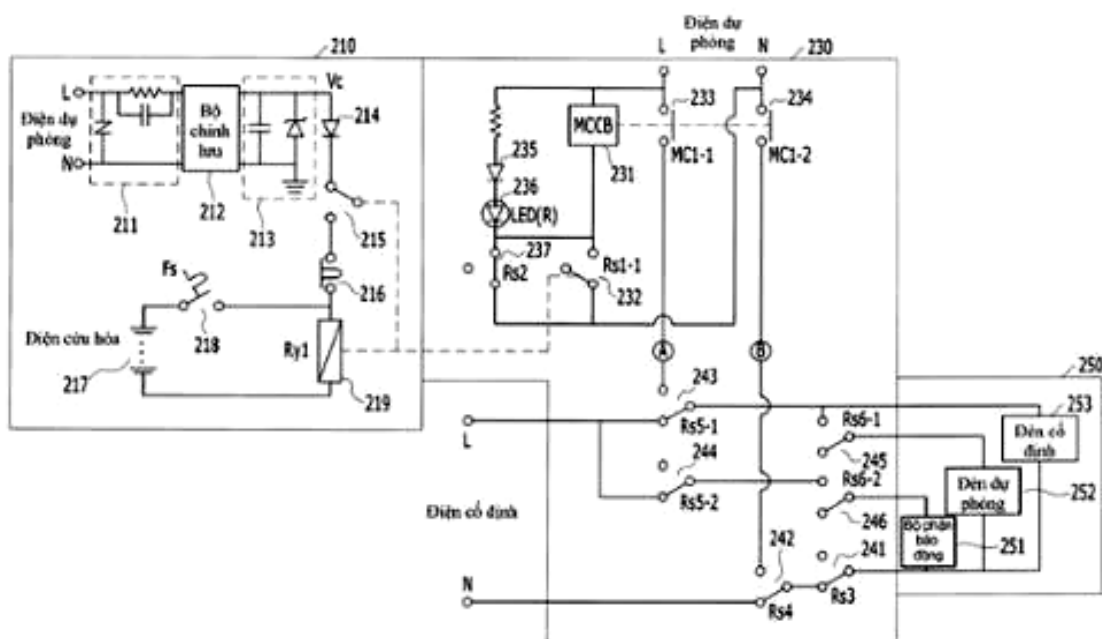 210
L
Điện dự
phòng
N
211
Bộ
chỉnh
lưu
212
213
Vc
214
215
216
Fs
218
Điện cứu hỏa
217
Ry1
219
Điện dự
phòng
L
N
230
233
234
MCCB
231
MC1-1
MC1-2
235
236
LED(R)
237
Rs2
Rs1-1
232
A
B
243
Rs5-1
L
244
Rs5-2
Điện cố định
N
242
Rs4
241
Rs3
Rs6-1
245
Rs6-2
246
250
253
Đèn cố
định
Đèn dự
phòng
252
Bộ phận
báo
động
251